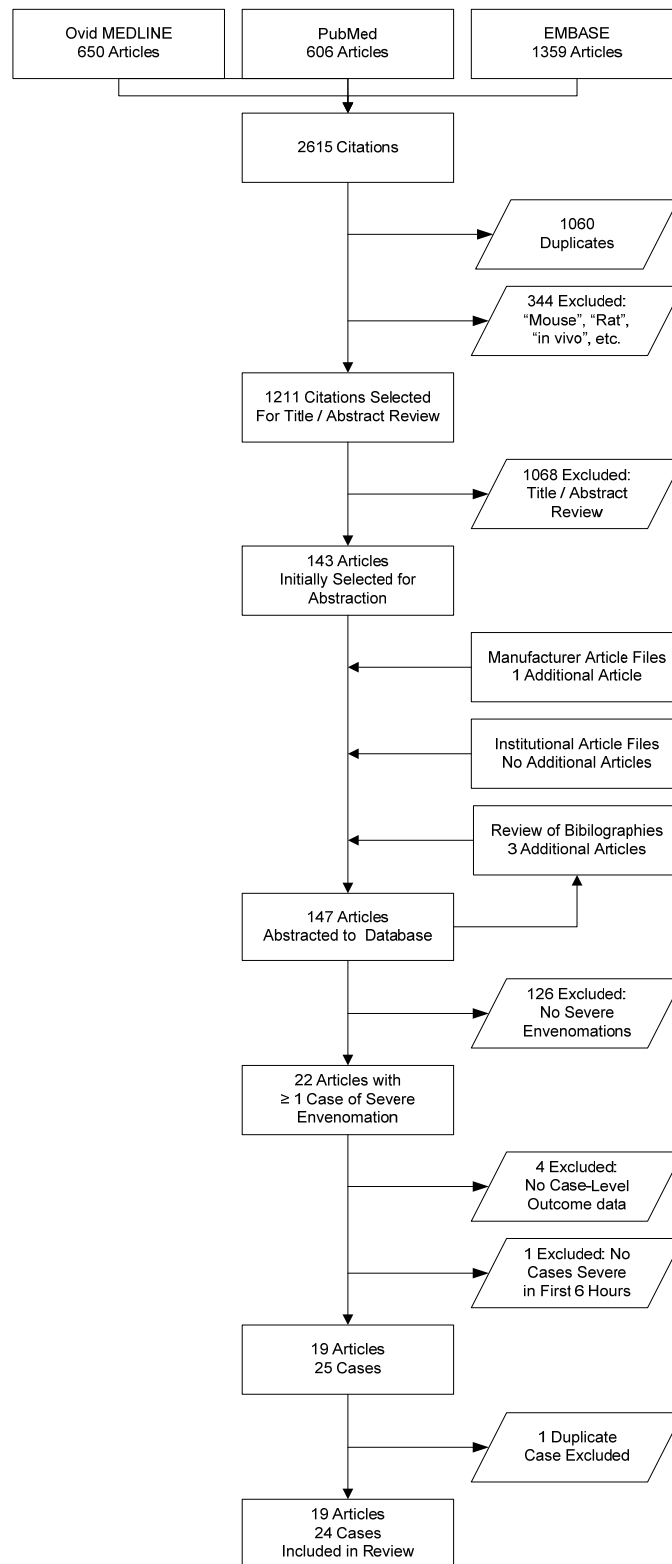 Ovid MEDLINE
650 Articles
PubMed
606 Articles
EMBASE
1359 Articles
2615 Citations
1060
Duplicates
344 Excluded:
“Mouse”, “Rat”,
“in vivo”, etc.
1211 Citations Selected
For Title / Abstract Review
1068 Excluded:
Title / Abstract
Review
143 Articles
Initially Selected for
Abstraction
Manufacturer Article Files
1 Additional Article
Institutional Article Files
No Additional Articles
Review of Bibilographies
3 Additional Articles
147 Articles
Abstracted to Database
126 Excluded:
No Severe
Envenomations
22 Articles with
≥ 1 Case of Severe
Envenomation
4 Excluded:
No Case-Level
Outcome data
1 Excluded: No
Cases Severe
in First 6 Hours
19 Articles
25 Cases
1 Duplicate
Case Excluded
19 Articles
24 Cases
Included in Review